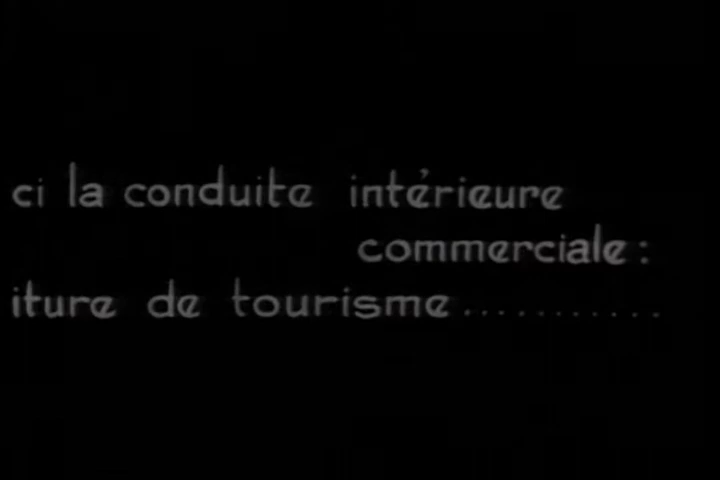 ci la conduite intérieure
commerciale :
iture de tourisme...........